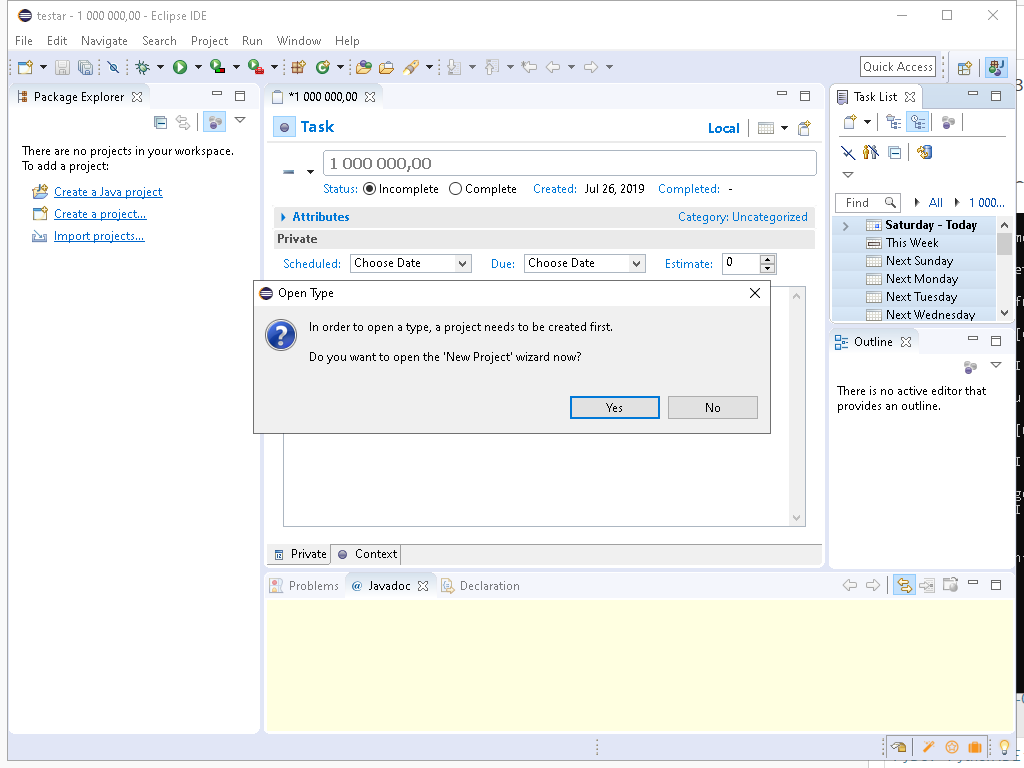 testar - 1 000 000,00 - Eclipse IDE
File Edit Navigate Search Project Run Window Help
Quick Access
Package Explorer
There are no projects in your workspace.
To add a project:
Create a Java project
Create a project...
Import projects...
*1 000 000,00
Task
Local
1 000 000,00
Status: Incomplete Complete Created: Jul 26, 2019 Completed: -
Attributes Category: Uncategorized
Private
Scheduled: Choose Date Due: Choose Date Estimate: 0
Open Type
In order to open a type, a project needs to be created first.
Do you want to open the 'New Project' wizard now?
Yes No
Private Context
Task List
Find All 1 000...
Saturday - Today
This Week
Next Sunday
Next Monday
Next Tuesday
Next Wednesday
Outline
There is no active editor that
provides an outline.
Problems @ Javadoc Declaration